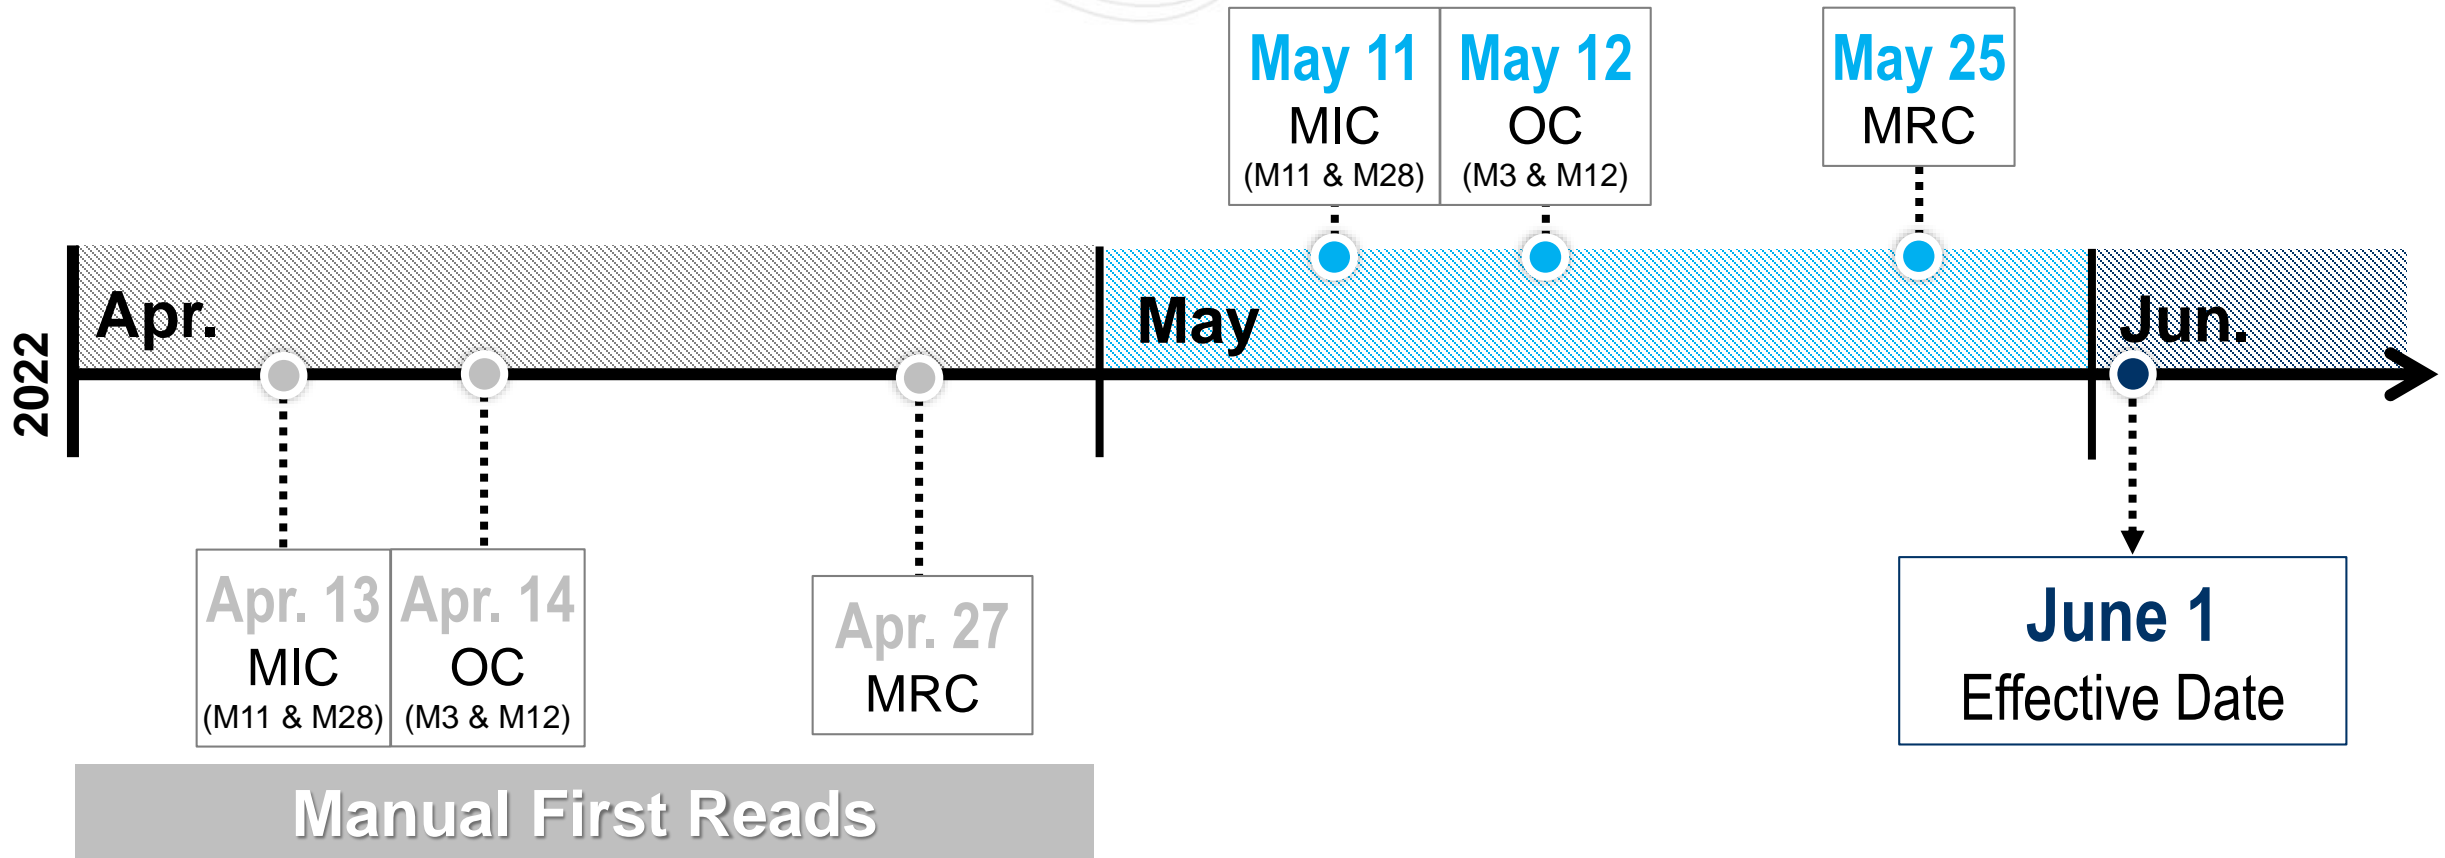 May 11
MIC
(M11 & M28)
May 12
OC
(M3 & M12)
May 25
MRC
2022
Apr.
May
Jun.
Apr. 13
MIC
(M11 & M28)
Apr. 14
OC
(M3 & M12)
Apr. 27
MRC
June 1
Effective Date
Manual First Reads